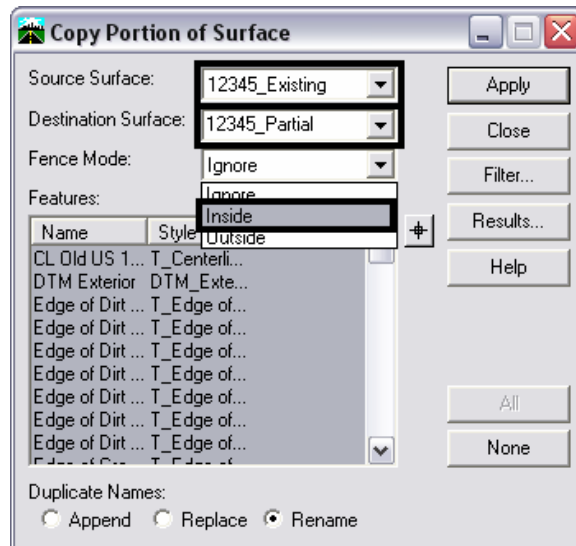 Copy Portion of Surface
Source Surface: 12345_Existing Apply
Destination Surface: 12345_Partial Close
Fence Mode: Ignore Filter...
Ignore
Features: Inside Results...
Outside
Name Style
CL Old US 1... T_Centerli... Help
DTM Exterior DTM_Exte...
Edge of Dirt ... T_Edge of...
Edge of Dirt ... T_Edge of...
Edge of Dirt ... T_Edge of...
Edge of Dirt ... T_Edge of...
Edge of Dirt ... T_Edge of... All
Edge of Dirt ... T_Edge of...
Edge of Dirt ... T_Edge of... None
T_Edge of
Duplicate Names:
Append Replace Rename